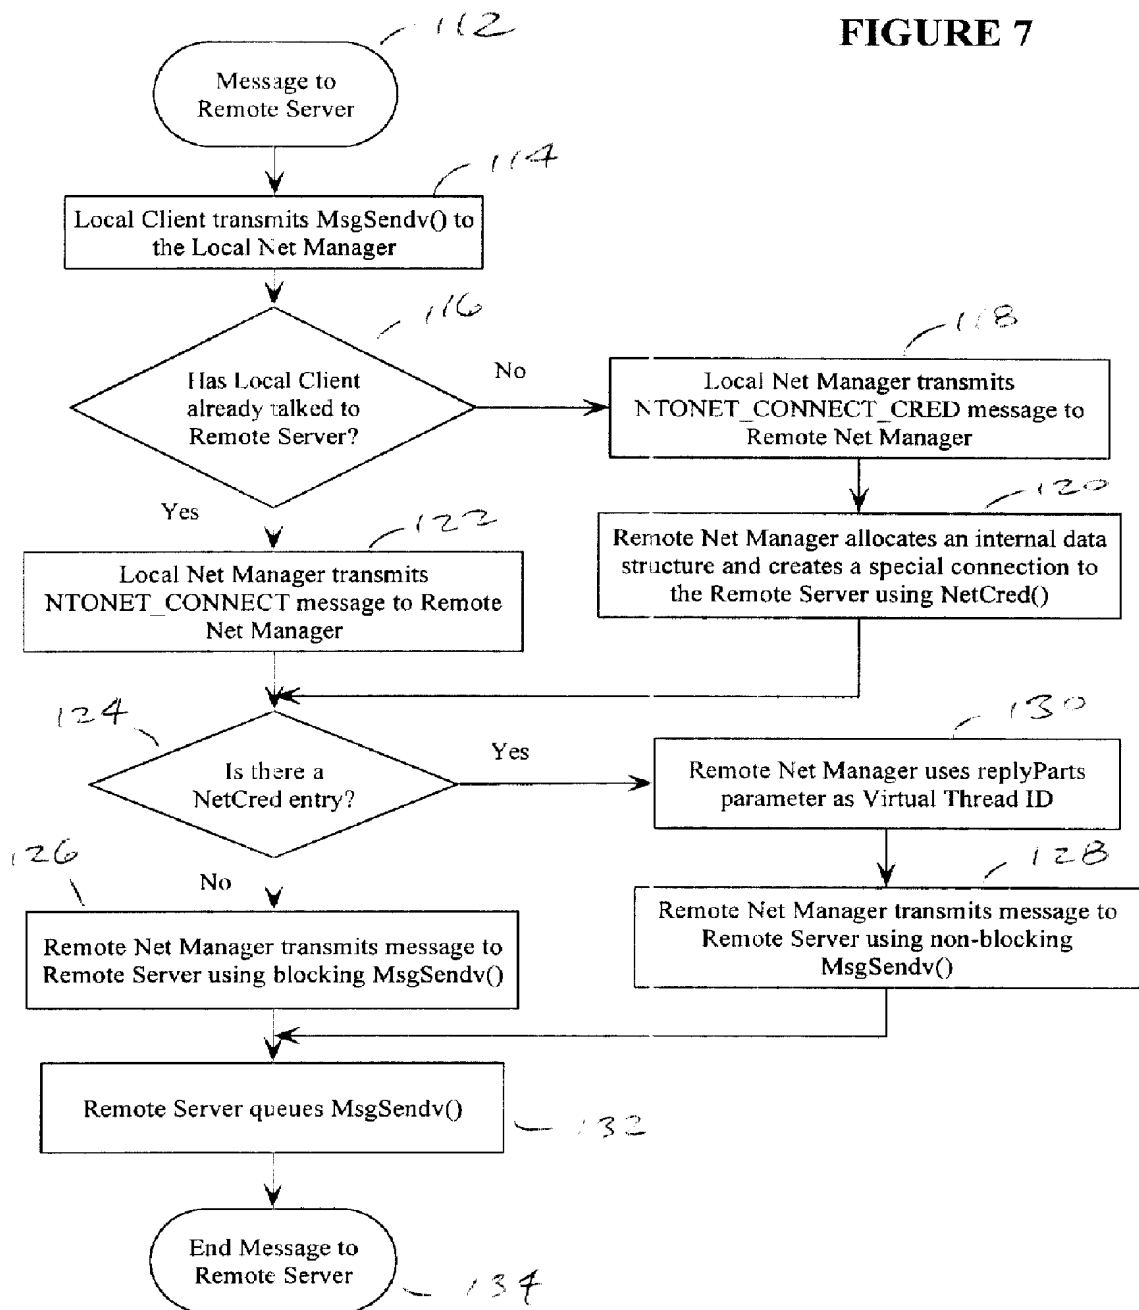 FIGURE 7
112
Message to
Remote Server
114
Local Client transmits MsgSendv() to
the Local Net Manager
116
Has Local Client
already talked to
Remote Server?
No
118
Local Net Manager transmits
NTONET_CONNECT_CRED message to
Remote Net Manager
Yes
120
Remote Net Manager allocates an internal data
structure and creates a special connection to
the Remote Server using NetCred()
122
Local Net Manager transmits
NTONET_CONNECT message to Remote
Net Manager
124
Is there a
NetCred entry?
Yes
130
Remote Net Manager uses replyParts
parameter as Virtual Thread ID
126
No
128
Remote Net Manager transmits message to
Remote Server using blocking MsgSendv()
Remote Net Manager transmits message to
Remote Server using non-blocking
MsgSendv()
Remote Server queues MsgSendv()
132
End Message to
Remote Server
134